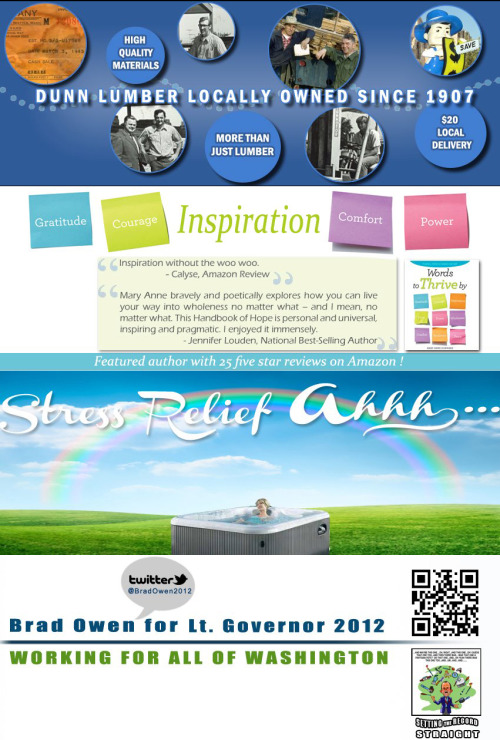 ANY
M
HIGH
QUALITY
MATERIALS
SAVE
DUNN LUMBER LOCALLY OWNED SINCE 1907
MORE THAN
JUST LUMBER
$20
LOCAL
DELIVERY
Gratitude
Courage
Inspiration
Comfort
Power
“ Inspiration without the woo woo.
- Calyse, Amazon Review ”
“ Mary Anne bravely and poetically explores how you can live
your way into wholeness no matter what – and I mean, no
matter what. This Handbook of Hope is personal and universal,
inspiring and pragmatic. I enjoyed it immensely.
- Jennifer Louden, National Best-Selling Author ”
Words
to Thrive by
Featured author with 25 five star reviews on Amazon !
Stress Relief Ahhh...
twitter
@BradOwen2012
Brad Owen for Lt. Governor 2012
WORKING FOR ALL OF WASHINGTON
SETTING THE RECORD
STRAIGHT